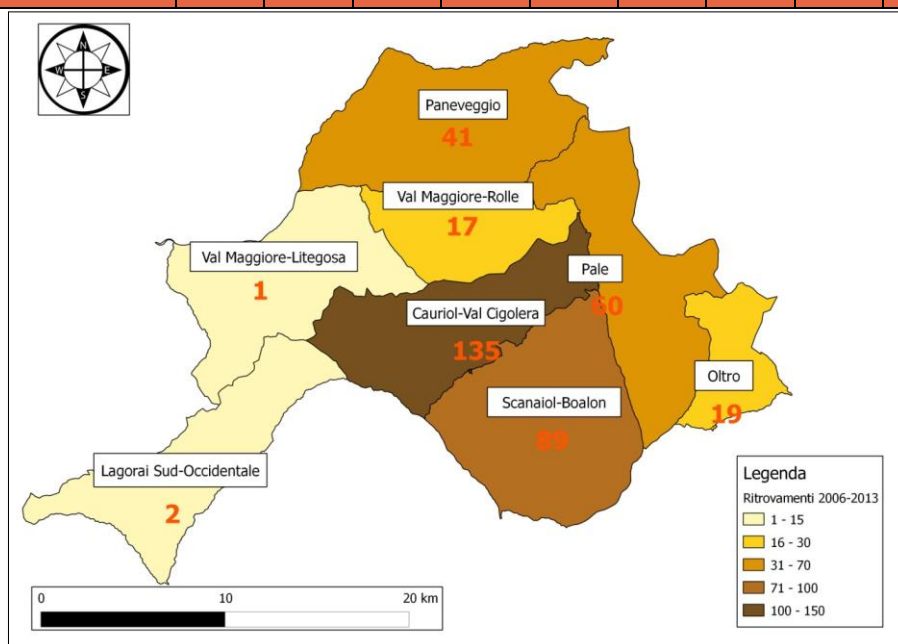 N
W E
S
Paneveggio
41
Val Maggiore-Rolle
17
Val Maggiore-Litegosa
1
Pale
60
Cauriol-Val Cigolera
135
Oltro
19
Scanaiol-Boalon
89
Lagorai Sud-Occidentale
2
Legenda
Ritrovamenti 2006-2013
1 - 15
16 - 30
31 - 70
71 - 100
100 - 150
0 10 20 km